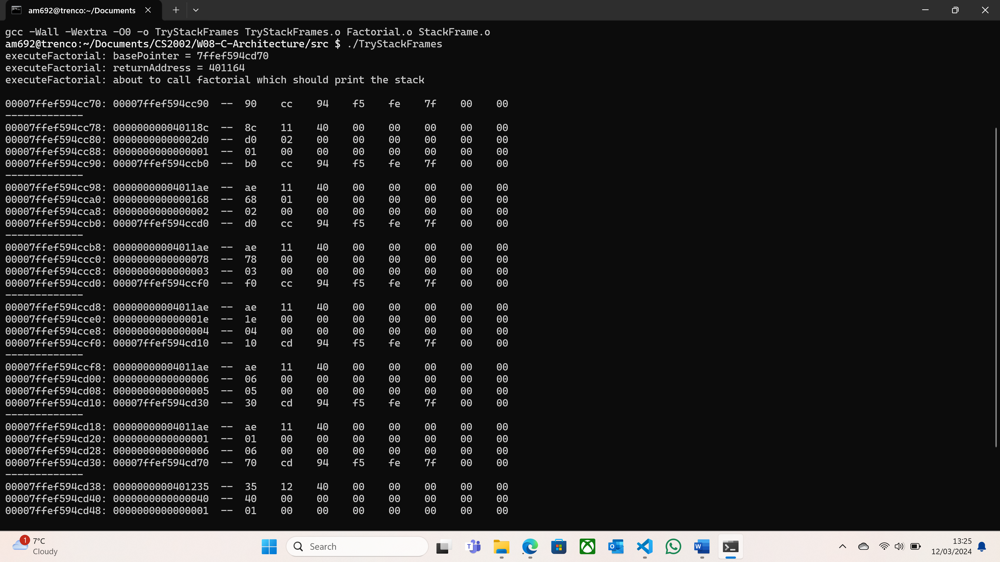 am692@trenco:~/Documents
gcc -Wall -Wextra -O0 -o TryStackFrames TryStackFrames.o Factorial.o StackFrame.o
am692@trenco:~/Documents/CS2002/W08-C-Architecture/src $ ./TryStackFrames
executeFactorial: basePointer = 7ffef594cd70
executeFactorial: returnAddress = 401164
executeFactorial: about to call factorial which should print the stack
00007ffef594cc70: 00007ffef594cc90 -- 90 cc 94 f5 fe 7f 00 00
-------------
00007ffef594cc78: 000000000040118c -- 8c 11 40 00 00 00 00 00
00007ffef594cc80: 00000000000002d0 -- d0 02 00 00 00 00 00 00
00007ffef594cc88: 0000000000000001 -- 01 00 00 00 00 00 00 00
00007ffef594cc90: 00007ffef594ccb0 -- b0 cc 94 f5 fe 7f 00 00
-------------
00007ffef594cc98: 00000000004011ae -- ae 11 40 00 00 00 00 00
00007ffef594cca0: 0000000000000168 -- 68 01 00 00 00 00 00 00
00007ffef594cca8: 0000000000000002 -- 02 00 00 00 00 00 00 00
00007ffef594ccb0: 00007ffef594ccd0 -- d0 cc 94 f5 fe 7f 00 00
-------------
00007ffef594ccb8: 00000000004011ae -- ae 11 40 00 00 00 00 00
00007ffef594ccc0: 0000000000000078 -- 78 00 00 00 00 00 00 00
00007ffef594ccc8: 0000000000000003 -- 03 00 00 00 00 00 00 00
00007ffef594ccd0: 00007ffef594ccf0 -- f0 cc 94 f5 fe 7f 00 00
-------------
00007ffef594ccd8: 00000000004011ae -- ae 11 40 00 00 00 00 00
00007ffef594cce0: 000000000000001e -- 1e 00 00 00 00 00 00 00
00007ffef594cce8: 0000000000000004 -- 04 00 00 00 00 00 00 00
00007ffef594ccf0: 00007ffef594cd10 -- 10 cd 94 f5 fe 7f 00 00
-------------
00007ffef594ccf8: 00000000004011ae -- ae 11 40 00 00 00 00 00
00007ffef594cd00: 0000000000000006 -- 06 00 00 00 00 00 00 00
00007ffef594cd08: 0000000000000005 -- 05 00 00 00 00 00 00 00
00007ffef594cd10: 00007ffef594cd30 -- 30 cd 94 f5 fe 7f 00 00
-------------
00007ffef594cd18: 00000000004011ae -- ae 11 40 00 00 00 00 00
00007ffef594cd20: 0000000000000001 -- 01 00 00 00 00 00 00 00
00007ffef594cd28: 0000000000000006 -- 06 00 00 00 00 00 00 00
00007ffef594cd30: 00007ffef594cd70 -- 70 cd 94 f5 fe 7f 00 00
-------------
00007ffef594cd38: 0000000000401235 -- 35 12 40 00 00 00 00 00
00007ffef594cd40: 0000000000000040 -- 40 00 00 00 00 00 00 00
00007ffef594cd48: 0000000000000001 -- 01 00 00 00 00 00 00 00
1
7°C
Cloudy
Search
13:25
12/03/2024